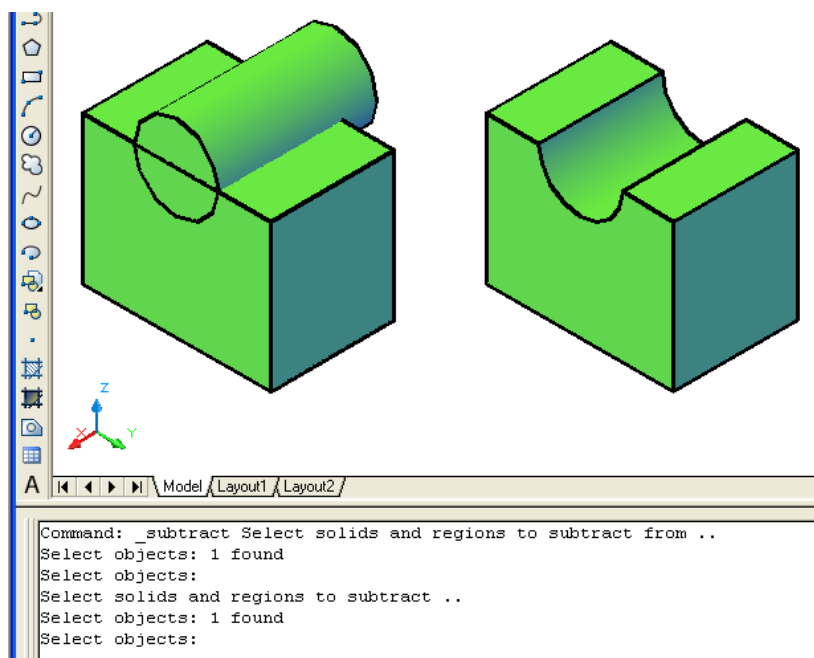 Z
X
Y
A
Model Layout1 Layout2
Command: _subtract Select solids and regions to subtract from ..
Select objects: 1 found
Select objects:
Select solids and regions to subtract ..
Select objects: 1 found
Select objects: